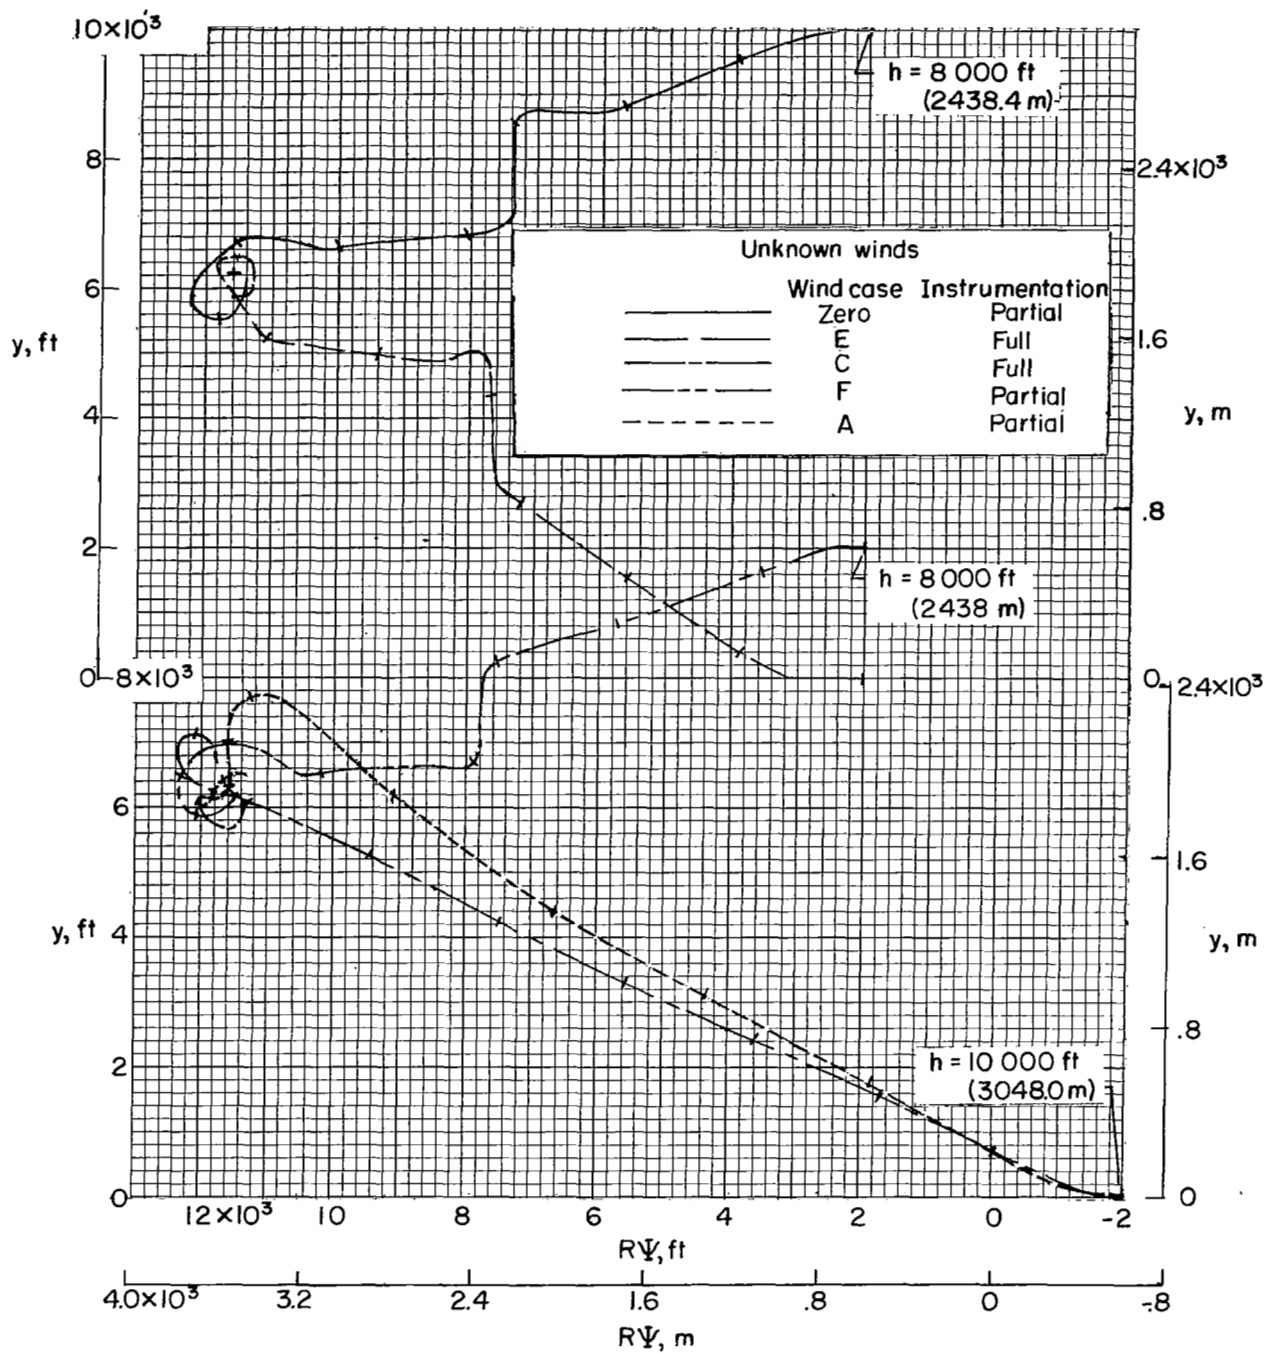 10×10³
h = 8 000 ft
(2438.4 m)
8
2.4×10³
Unknown winds
Wind case Instrumentation
Zero Partial
E Full
C Full
F Partial
A Partial
6
y, ft
1.6
4
y, m
.8
2
h = 8 000 ft
(2438 m)
0
8×10³
0
2.4×10³
6
1.6
y, ft
4
y, m
.8
h = 10 000 ft
(3048.0 m)
2
0
0
12×10³ 10 8 6 4 2 0 -2
RΨ, ft
4.0×10³ 3.2 2.4 1.6 .8 0 -.8
RΨ, m